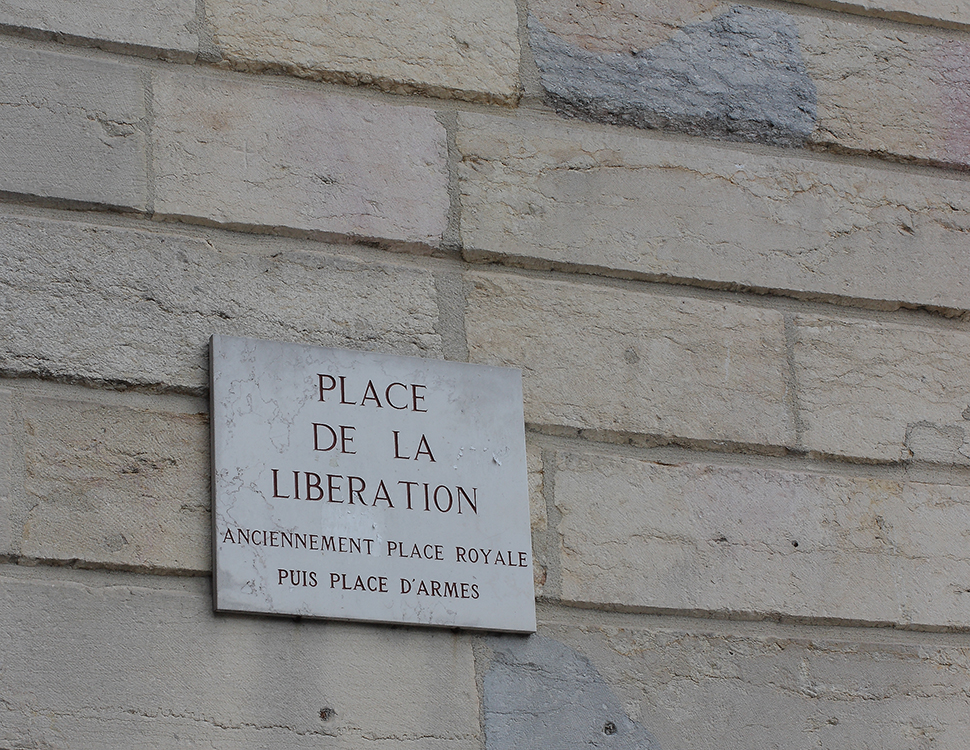 PLACE
DE LA
LIBERATION
ANCIENNEMENT PLACE ROYALE
PUIS PLACE D'ARMES